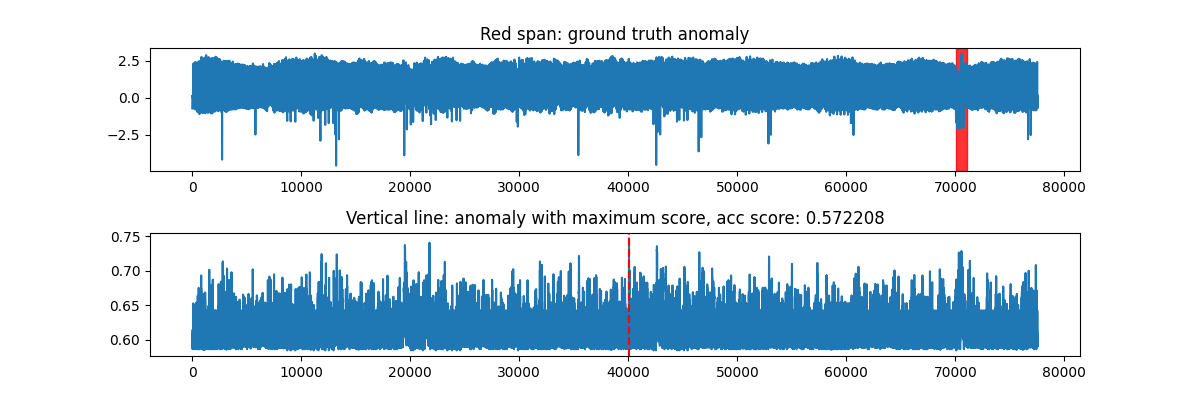 Red span: ground truth anomaly
2.5
0.0
−2.5
0 10000 20000 30000 40000 50000 60000 70000 80000
Vertical line: anomaly with maximum score, acc score: 0.572208
0.75
0.70
0.65
0.60
0 10000 20000 30000 40000 50000 60000 70000 80000